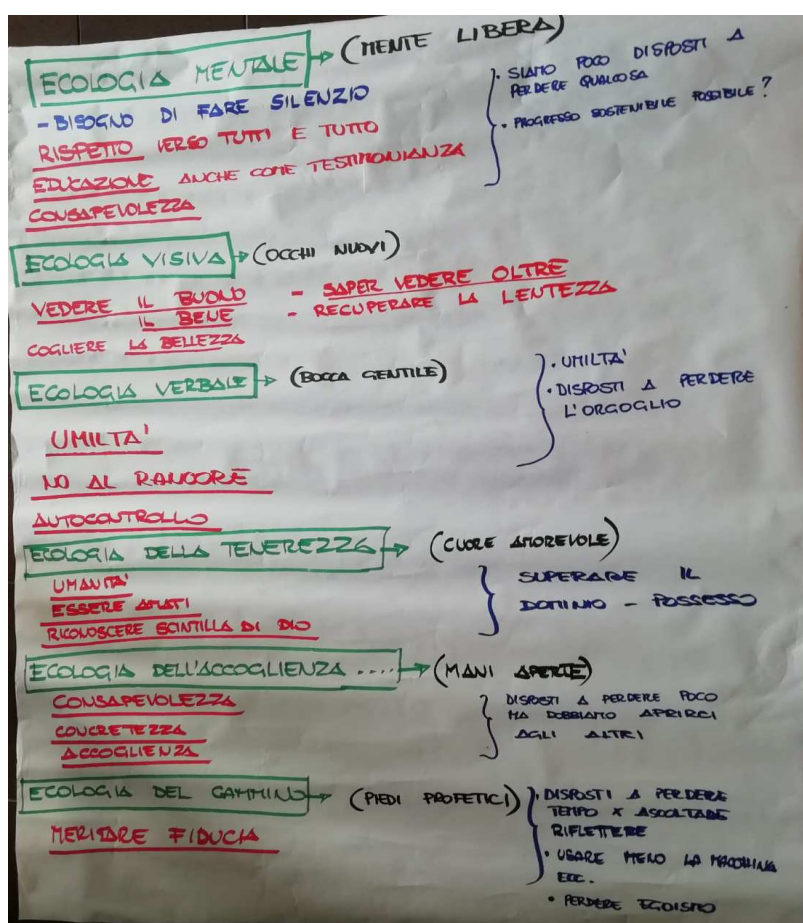 ECOLOGIA MENTALE → (MENTE LIBERA)
- BISOGNO DI FARE SILENZIO
RISPETTO VERSO TUTTI E TUTTO
EDUCAZIONE ANCHE COME TESTIMONIANZA
CONSAPEVOLEZZA
· SIAMO POCO DISPOSTI A
PERDERE QUALCOSA
· PROGRESSO SOSTENIBILE POSSIBILE?
ECOLOGIA VISIVA → (OCCHI NUOVI)
VEDERE IL BUONO
IL BENE
COGLIERE LA BELLEZZA
- SAPER VEDERE OLTRE
- RECUPERARE LA LENTEZZA
ECOLOGIA VERBALE → (BOCCA GENTILE)
UMILTA'
NO AL RANCORE
AUTOCONTROLLO
· UMILTA'
· DISPOSTI A PERDERE
L'ORGOGLIO
ECOLOGIA DELLA TENEREZZA → (CUORE AMOREVOLE)
UMANITA'
ESSERE AMATI
RICONOSCERE SCINTILLA DI DIO
SUPERARE IL
DOMINIO - POSSESSO
ECOLOGIA DELL'ACCOGLIENZA .... → (MANI APERTE)
CONSAPEVOLEZZA
CONCRETEZZA
ACCOGLIENZA
DISPOSTI A PERDERE POCO
MA DOBBIAMO APRIRCI
AGLI ALTRI
ECOLOGIA DEL CAMMINO → (PIEDI PROFETICI)
MERITARE FIDUCIA
· DISPOSTI A PERDERE
TEMPO X ASCOLTARE
RIFLETTERE
· USARE MENO LA MACCHINA
ECC.
· PERDERE EGOISMO